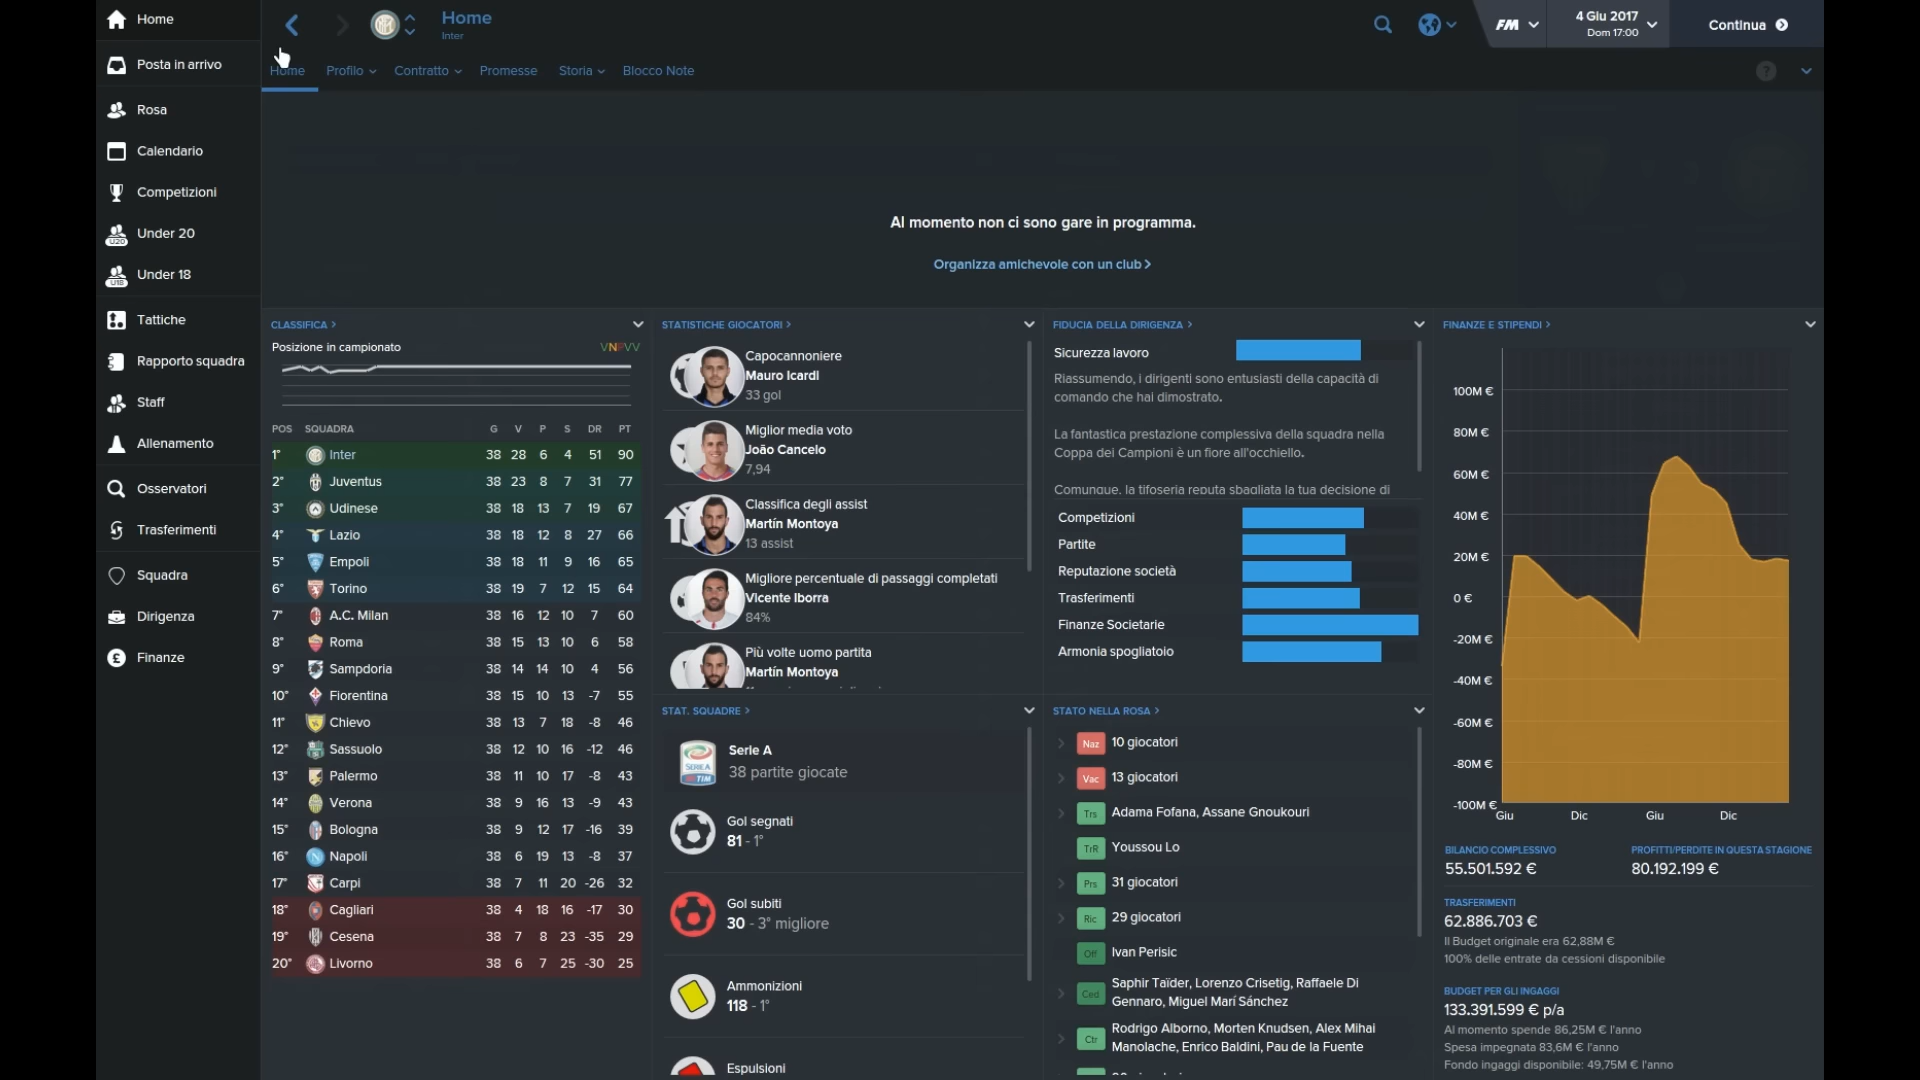 Home
Posta in arrivo
Rosa
Calendario
Competizioni
U20
Under 20
U18
Under 18
Tattiche
Rapporto squadra
Staff
Allenamento
Osservatori
Trasferimenti
Squadra
Dirigenza
Finanze
Home
Inter
FM
4 Giu 2017
Dom 17:00
Continua
Home Profilo Contratto Promesse Storia Blocco Note
?
Al momento non ci sono gare in programma.
Organizza amichevole con un club >
CLASSIFICA >
Posizione in campionato VNPVV
POS SQUADRA G V P S DR PT
1° Inter 38 28 6 4 51 90
2° Juventus 38 23 8 7 31 77
3° Udinese 38 18 13 7 19 67
4° Lazio 38 18 12 8 27 66
5° Empoli 38 18 11 9 16 65
6° Torino 38 19 7 12 15 64
7° A.C. Milan 38 16 12 10 7 60
8° Roma 38 15 13 10 6 58
9° Sampdoria 38 14 14 10 4 56
10° Fiorentina 38 15 10 13 -7 55
11° Chievo 38 13 7 18 -8 46
12° Sassuolo 38 12 10 16 -12 46
13° Palermo 38 11 10 17 -8 43
14° Verona 38 9 16 13 -9 43
15° Bologna 38 9 12 17 -16 39
16° Napoli 38 6 19 13 -8 37
17° Carpi 38 7 11 20 -26 32
18° Cagliari 38 4 18 16 -17 30
19° Cesena 38 7 8 23 -35 29
20° Livorno 38 6 7 25 -30 25
STATISTICHE GIOCATORI >
Capocannoniere
Mauro Icardi
33 gol
Miglior media voto
João Cancelo
7,94
Classifica degli assist
Martín Montoya
13 assist
Migliore percentuale di passaggi completati
Vicente Iborra
84%
Più volte uomo partita
Martín Montoya
STAT. SQUADRE >
SERIE A
TIM
Serie A
38 partite giocate
Gol segnati
81 - 1°
Gol subiti
30 - 3° migliore
Ammonizioni
118 - 1°
Espulsioni
FIDUCIA DELLA DIRIGENZA >
Sicurezza lavoro
Riassumendo, i dirigenti sono entusiasti della capacità di
comando che hai dimostrato.
La fantastica prestazione complessiva della squadra nella
Coppa dei Campioni è un fiore all'occhiello.
Comunque, la tifoseria reputa sbagliata la tua decisione di
Competizioni
Partite
Reputazione società
Trasferimenti
Finanze Societarie
Armonia spogliatoio
STATO NELLA ROSA >
Naz 10 giocatori
Vac 13 giocatori
Trs Adama Fofana, Assane Gnoukouri
TrR Youssou Lo
Prs 31 giocatori
Ric 29 giocatori
Off Ivan Perisic
Ced Saphir Taïder, Lorenzo Crisetig, Raffaele Di
Gennaro, Miguel Marí Sánchez
Ctr Rodrigo Alborno, Morten Knudsen, Alex Mihai
Manolache, Enrico Baldini, Pau de la Fuente
FINANZE E STIPENDI >
100M €
80M €
60M €
40M €
20M €
0 €
-20M €
-40M €
-60M €
-80M €
-100M €
Giu Dic Giu Dic
BILANCIO COMPLESSIVO
55.501.592 €
PROFITTI/PERDITE IN QUESTA STAGIONE
80.192.199 €
TRASFERIMENTI
62.886.703 €
Il Budget originale era 62,88M €
100% delle entrate da cessioni disponibile
BUDGET PER GLI INGAGGI
133.391.599 € p/a
Al momento spende 86,25M € l'anno
Spesa impegnata 83,6M € l'anno
Fondo ingaggi disponibile: 49,75M € l'anno